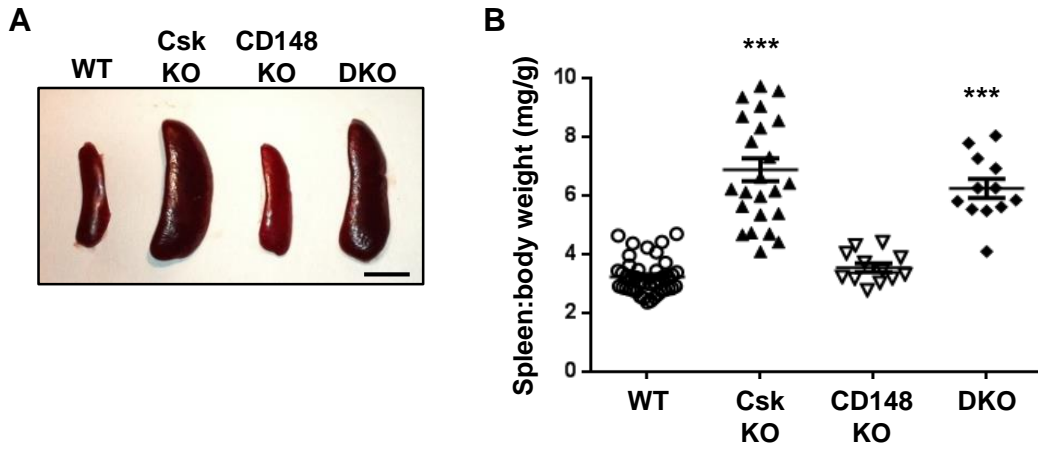 A
WT
Csk
KO
CD148
KO
DKO
B
Spleen:body weight (mg/g)
10
8
6
4
2
0
***
***
WT
Csk
KO
CD148
KO
DKO